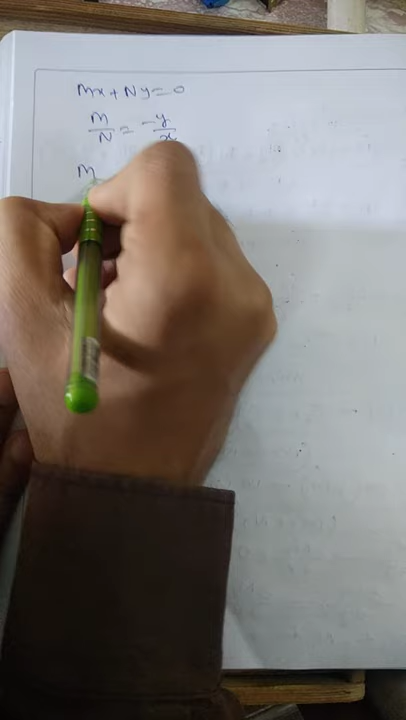 Mx + Ny = 0
M/N = -y/x
M